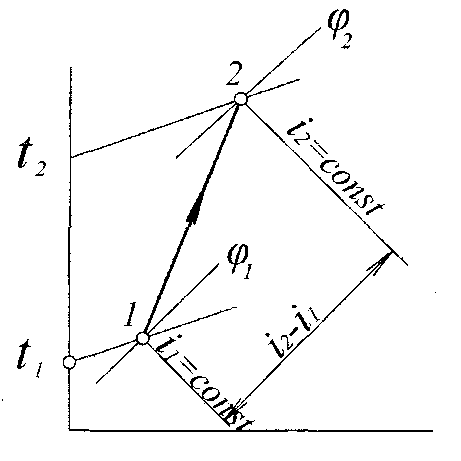 φ₂
2
t₂
i₂=const
φ₁
1
i₂-i₁
t₁
i₁=const